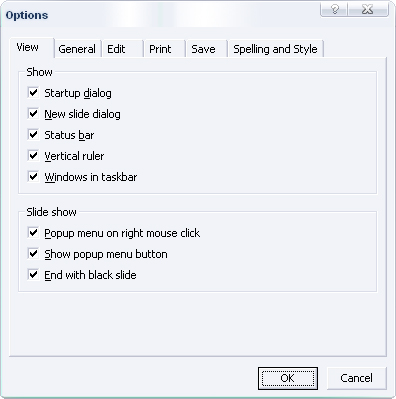 Options
View General Edit Print Save Spelling and Style
Show
Startup dialog
New slide dialog
Status bar
Vertical ruler
Windows in taskbar
Slide show
Popup menu on right mouse click
Show popup menu button
End with black slide
OK Cancel